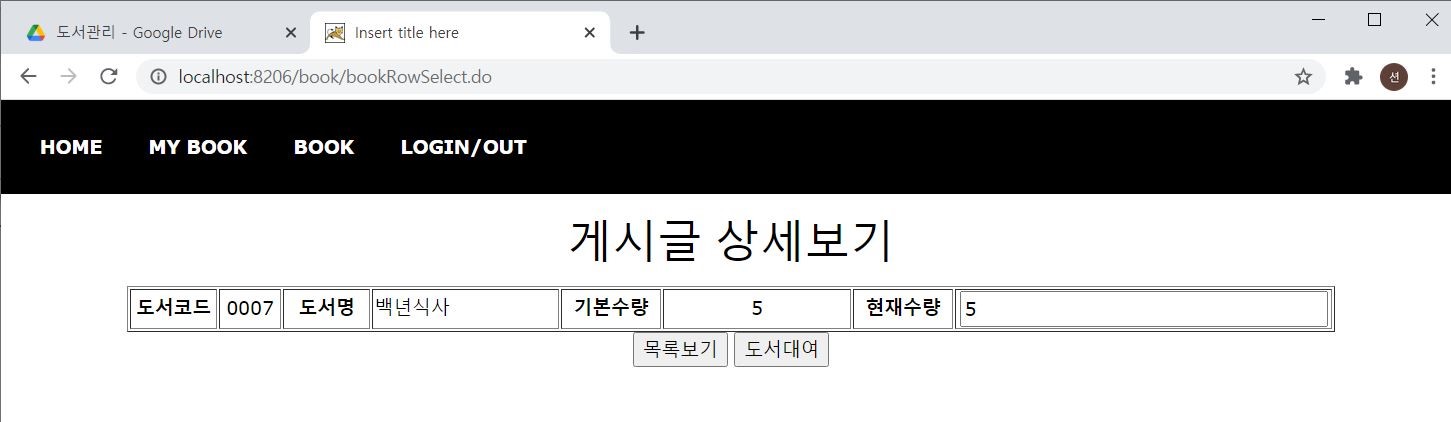 도서관리 - Google Drive
Insert title here
localhost:8206/book/bookRowSelect.do
션
HOME MY BOOK BOOK LOGIN/OUT
게시글 상세보기
도서코드 0007 도서명 백년식사 기본수량 5 현재수량 5
목록보기 도서대여